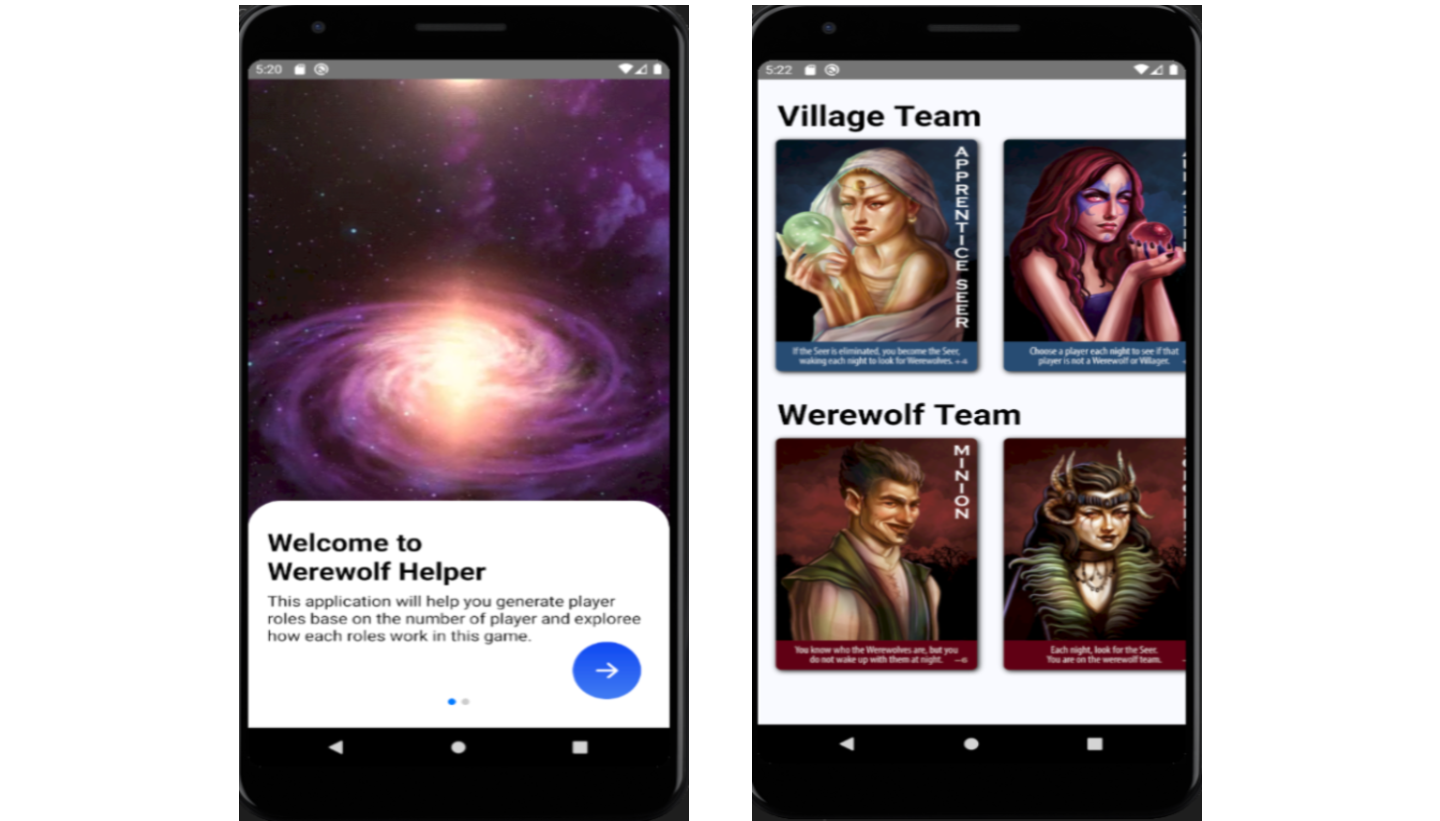 5:20
Welcome to
Werewolf Helper
This application will help you generate player
roles base on the number of player and exploree
how each roles work in this game.
5:22
Village Team
APPRENTICE SEER
If the Seer is eliminated, you become the Seer,
waking each night to look for Werewolves.
Choose a player each night to see if that
player is not a Werewolf or Villager.
Werewolf Team
MINION
You know who the Werewolves are, but you
do not wake up with them at night.
Each night, look for the Seer.
You are on the werewolf team.